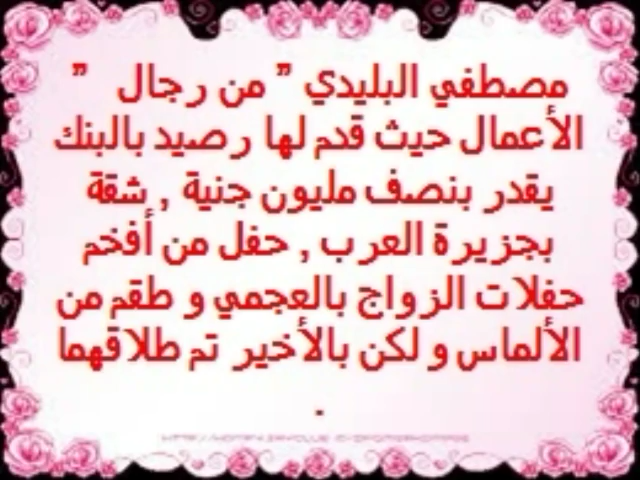 " مصطفي البليدي " من رجال
الأعمال حيث قدم لها رصيد بالبنك
يقدر بنصف مليون جنية , شقة
بجزيرة العرب , حفل من أفخم
حفلات الزواج بالعجمي و طقم من
الألماس و لكن بالأخير تم طلاقهما
.